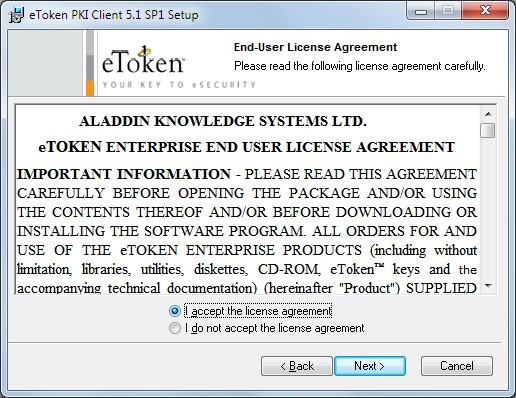 eToken PKI Client 5.1 SP1 Setup
eToken®
YOUR KEY TO eSECURITY
End-User License Agreement
Please read the following license agreement carefully.
ALADDIN KNOWLEDGE SYSTEMS LTD.
eTOKEN ENTERPRISE END USER LICENSE AGREEMENT
IMPORTANT INFORMATION - PLEASE READ THIS AGREEMENT
CAREFULLY BEFORE OPENING THE PACKAGE AND/OR USING
THE CONTENTS THEREOF AND/OR BEFORE DOWNLOADING OR
INSTALLING THE SOFTWARE PROGRAM. ALL ORDERS FOR AND
USE OF THE eTOKEN ENTERPRISE PRODUCTS (including without
limitation, libraries, utilities, diskettes, CD-ROM, eToken™ keys and the
accompanying technical documentation) (hereinafter "Product") SUPPLIED
I accept the license agreement
I do not accept the license agreement
< Back
Next >
Cancel